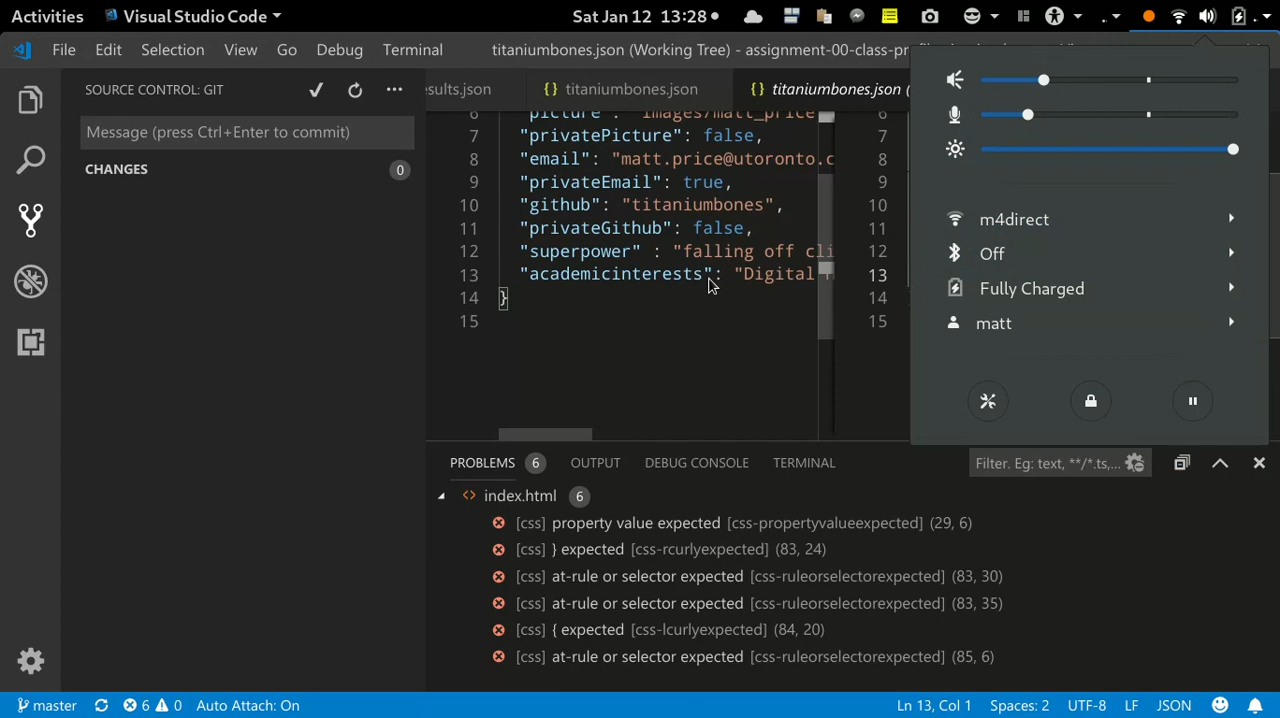 Activities Visual Studio Code Sat Jan 12 13:28
File Edit Selection View Go Debug Terminal titaniumbones.json (Working Tree) - assignment-00-class-pr
SOURCE CONTROL: GIT
Message (press Ctrl+Enter to commit)
CHANGES 0
esults.json {} titaniumbones.json {} titaniumbones.json (
6 "picture": "images/matt_price 6
7 "privatePicture": false, 7
8 "email": "matt.price@utoronto.c 8
9 "privateEmail": true, 9
10 "github": "titaniumbones", 10
11 "privateGithub": false, 11
12 "superpower" : "falling off cli 12
13 "academicinterests": "Digital 13
14 } 14
15 15
m4direct
Off
Fully Charged
matt
PROBLEMS 6 OUTPUT DEBUG CONSOLE TERMINAL Filter. Eg: text, **/*.ts,...
<> index.html 6
[css] property value expected [css-propertyvalueexpected] (29, 6)
[css] } expected [css-rcurlyexpected] (83, 24)
[css] at-rule or selector expected [css-ruleorselectorexpected] (83, 30)
[css] at-rule or selector expected [css-ruleorselectorexpected] (83, 35)
[css] { expected [css-lcurlyexpected] (84, 20)
[css] at-rule or selector expected [css-ruleorselectorexpected] (85, 6)
master 6 0 Auto Attach: On Ln 13, Col 1 Spaces: 2 UTF-8 LF JSON